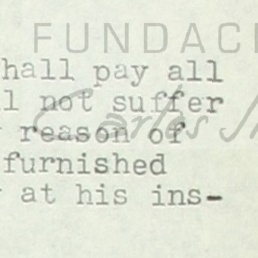 FUNDACI
hall pay all
l not suffer
reason of
furnished
at his ins-